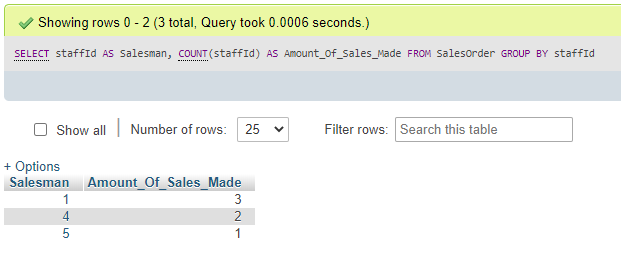 Showing rows 0 - 2 (3 total, Query took 0.0006 seconds.)
SELECT staffId AS Salesman, COUNT(staffId) AS Amount_Of_Sales_Made FROM SalesOrder GROUP BY staffId
Show all | Number of rows: 25 Filter rows: Search this table
+ Options
Salesman Amount_Of_Sales_Made
1 3
4 2
5 1